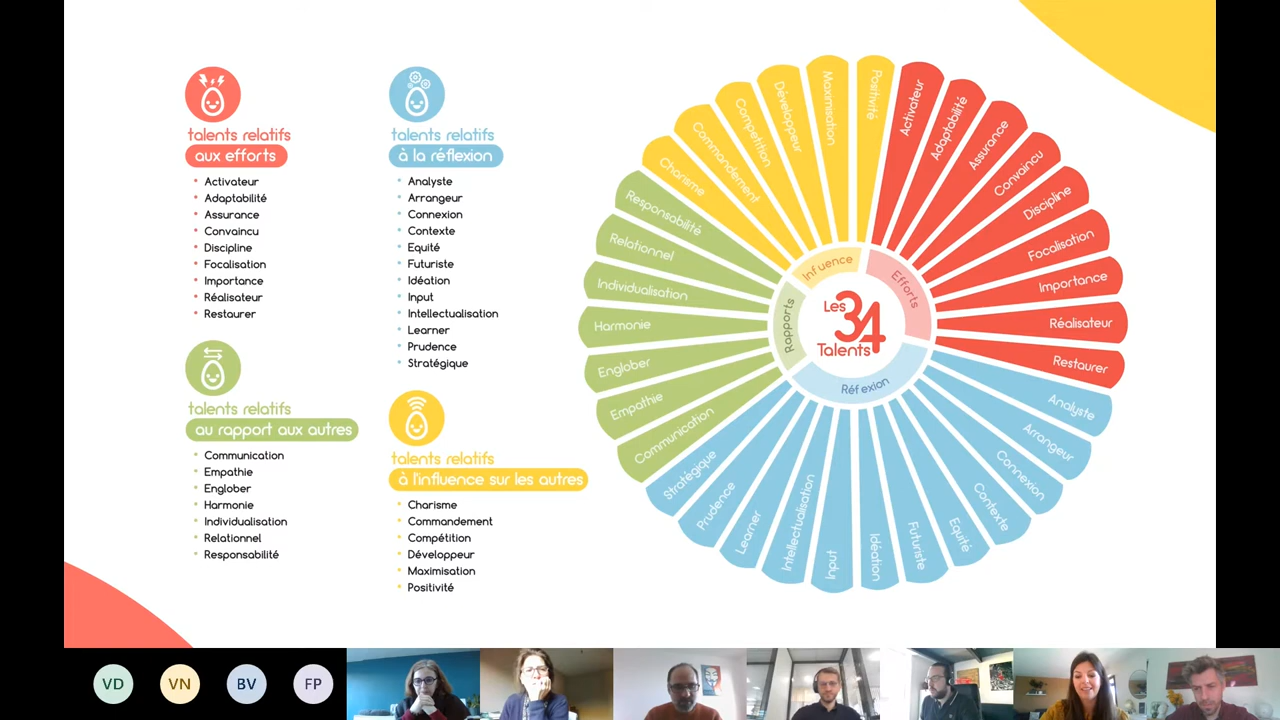 talents relatifs
aux efforts
Activateur
Adaptabilité
Assurance
Convaincu
Discipline
Focalisation
Importance
Réalisateur
Restaurer
talents relatifs
à la réflexion
Analyste
Arrangeur
Connexion
Contexte
Equité
Futuriste
Idéation
Input
Intellectualisation
Learner
Prudence
Stratégique
talents relatifs
au rapport aux autres
Communication
Empathie
Englober
Harmonie
Individualisation
Relationnel
Responsabilité
talents relatifs
à l'influence sur les autres
Charisme
Commandement
Compétition
Développeur
Maximisation
Positivité
Les
34
Talents
Influence
Efforts
Réf exion
Rapports
Activateur
Adaptabilité
Assurance
Convaincu
Discipline
Focalisation
Importance
Réalisateur
Restaurer
Analyste
Arrangeur
Connexion
Contexte
Equité
Futuriste
Idéation
Input
Intellectualisation
Learner
Prudence
Stratégique
Communication
Empathie
Englober
Harmonie
Individualisation
Relationnel
Responsabilité
Charisme
Commandement
Compétition
Développeur
Maximisation
Positivité
VD
VN
BV
FP